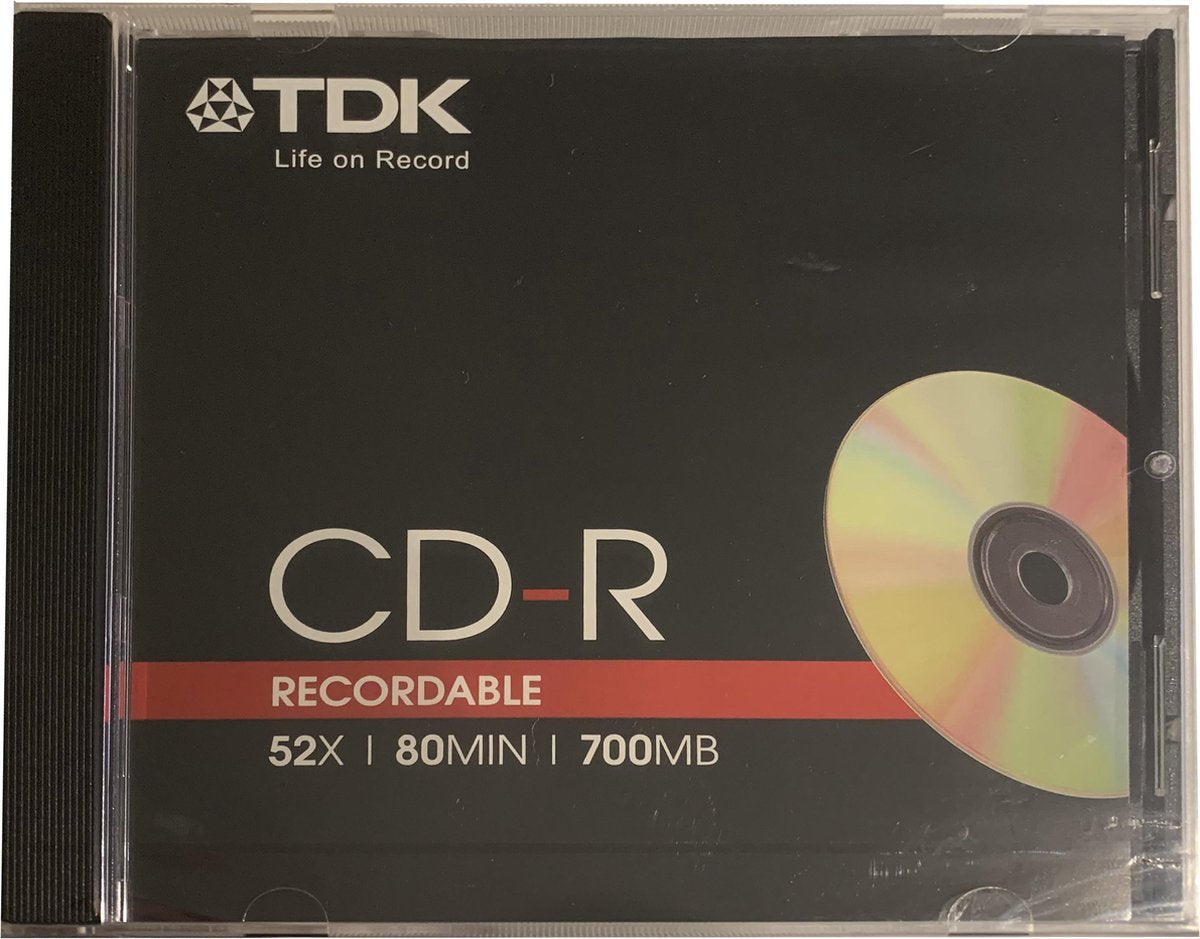 TDK
Life on Record
CD-R
RECORDABLE
52X | 80MIN | 700MB